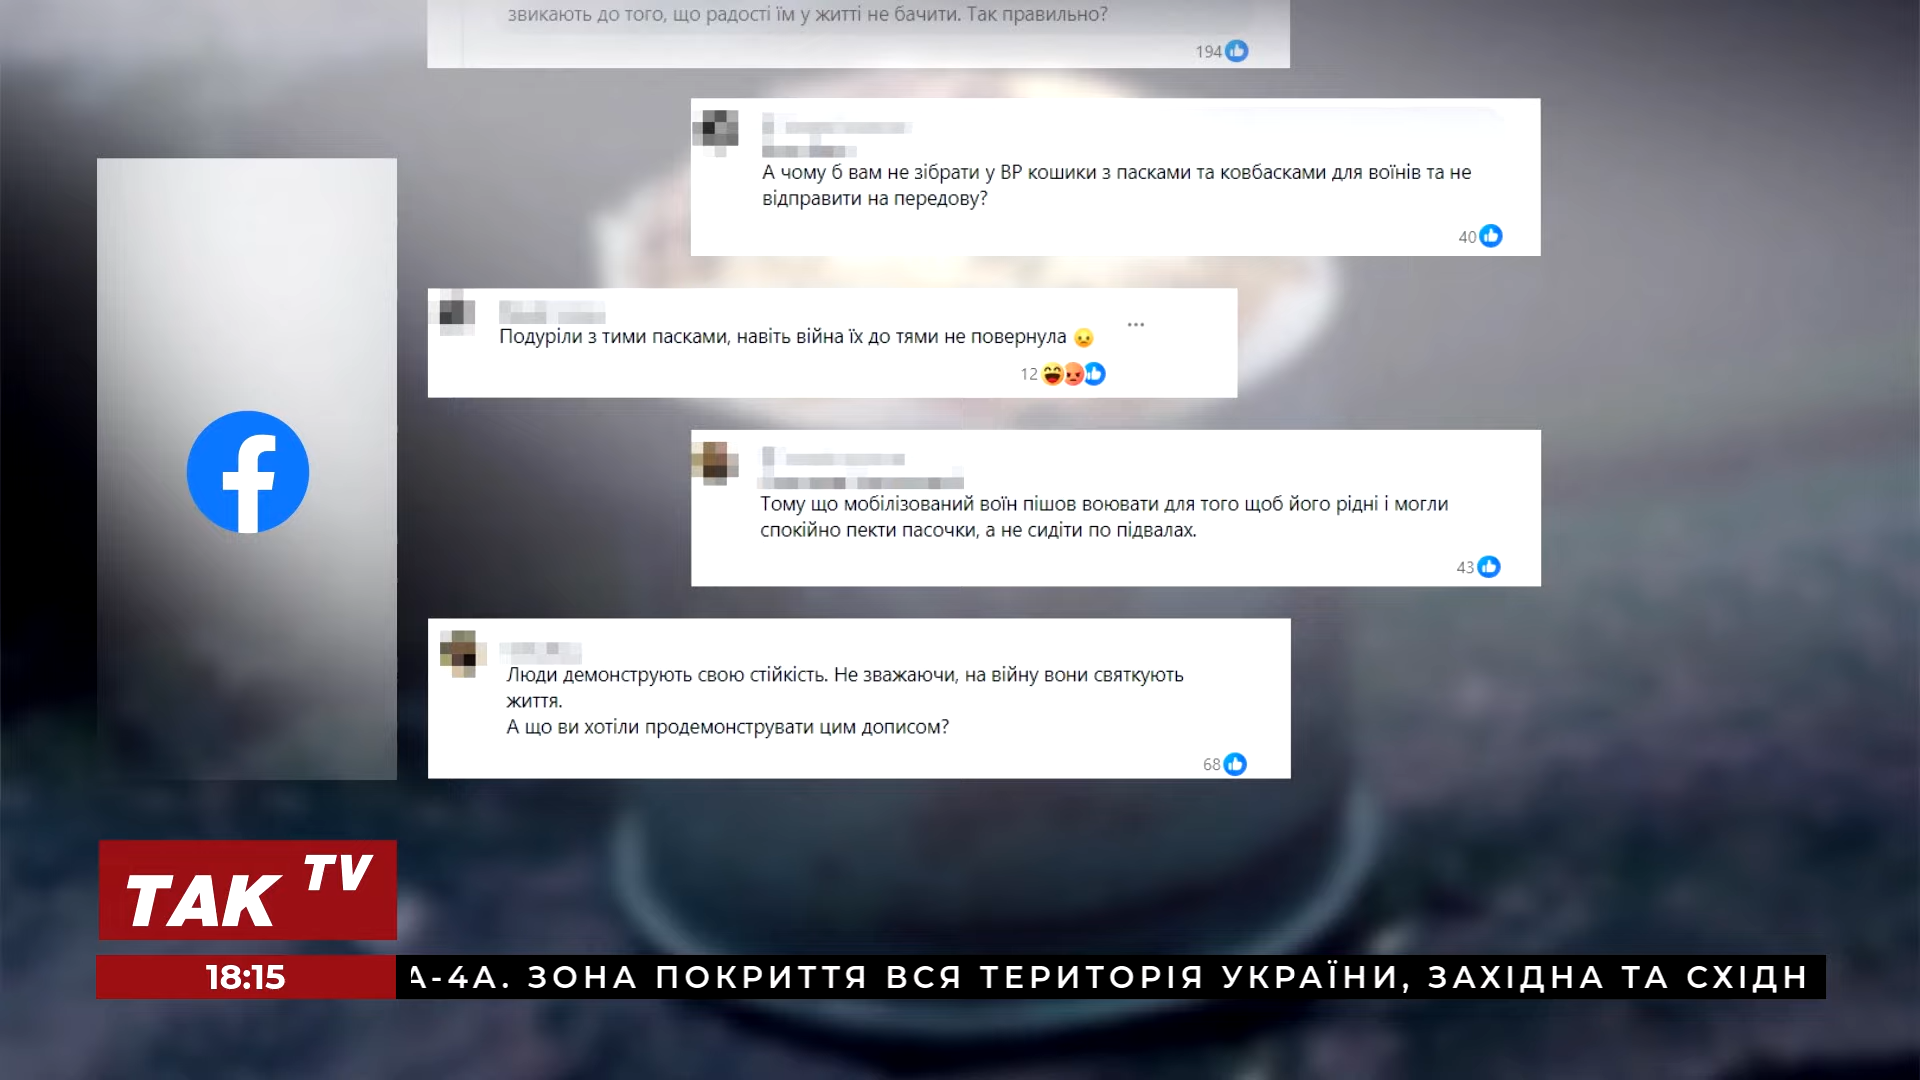 звикають до того, що радості їм у житті не бачити. Так правильно?
194
А чому б вам не зібрати у ВР кошики з пасками та ковбасками для воїнів та не
відправити на передову?
40
Подуріли з тими пасками, навіть війна їх до тями не повернула 😞
12
Тому що мобілізований воїн пішов воювати для того щоб його рідні і могли
спокійно пекти пасочки, а не сидіти по підвалах.
43
Люди демонструють свою стійкість. Не зважаючи, на війну вони святкують
життя.
А що ви хотіли продемонструвати цим дописом?
68
ТАК TV
18:15
А-4А. ЗОНА ПОКРИТТЯ ВСЯ ТЕРИТОРІЯ УКРАЇНИ, ЗАХІДНА ТА СХІДН